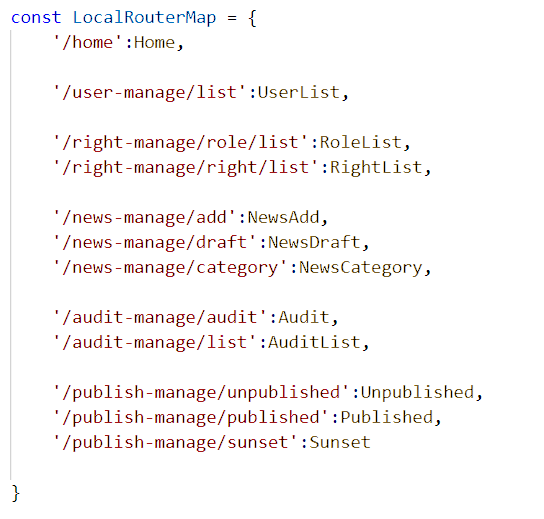 const LocalRouterMap = {
'/home':Home,
'/user-manage/list':UserList,
'/right-manage/role/list':RoleList,
'/right-manage/right/list':RightList,
'/news-manage/add':NewsAdd,
'/news-manage/draft':NewsDraft,
'/news-manage/category':NewsCategory,
'/audit-manage/audit':Audit,
'/audit-manage/list':AuditList,
'/publish-manage/unpublished':Unpublished,
'/publish-manage/published':Published,
'/publish-manage/sunset':Sunset
}